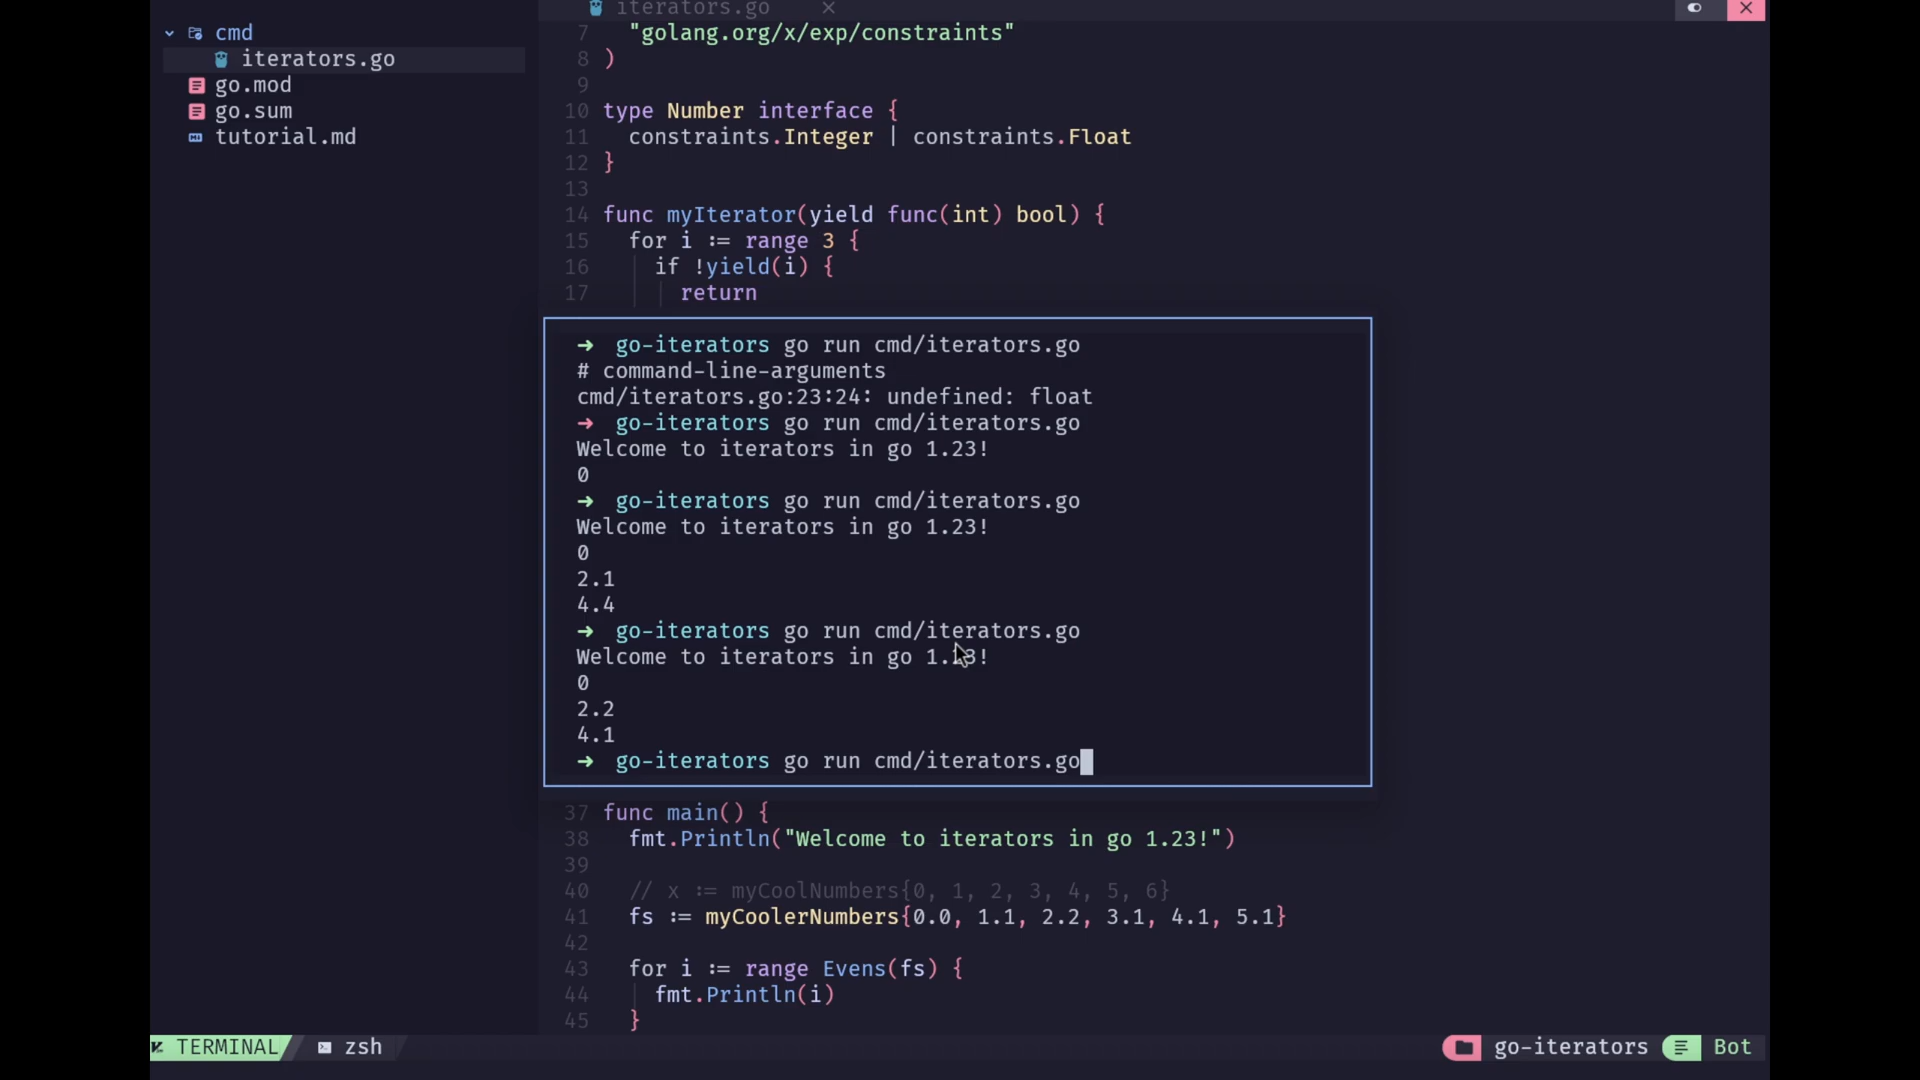 cmd
iterators.go
go.mod
go.sum
tutorial.md
iterators.go
7 "golang.org/x/exp/constraints"
8 )
9
10 type Number interface {
11 constraints.Integer | constraints.Float
12 }
13
14 func myIterator(yield func(int) bool) {
15 for i := range 3 {
16 if !yield(i) {
17 return
➜ go-iterators go run cmd/iterators.go
# command-line-arguments
cmd/iterators.go:23:24: undefined: float
➜ go-iterators go run cmd/iterators.go
Welcome to iterators in go 1.23!
0
➜ go-iterators go run cmd/iterators.go
Welcome to iterators in go 1.23!
0
2.1
4.4
➜ go-iterators go run cmd/iterators.go
Welcome to iterators in go 1.23!
0
2.2
4.1
➜ go-iterators go run cmd/iterators.go
37 func main() {
38 fmt.Println("Welcome to iterators in go 1.23!")
39
40 // x := myCoolNumbers{0, 1, 2, 3, 4, 5, 6}
41 fs := myCoolerNumbers{0.0, 1.1, 2.2, 3.1, 4.1, 5.1}
42
43 for i := range Evens(fs) {
44 fmt.Println(i)
45 }
TERMINAL zsh go-iterators Bot